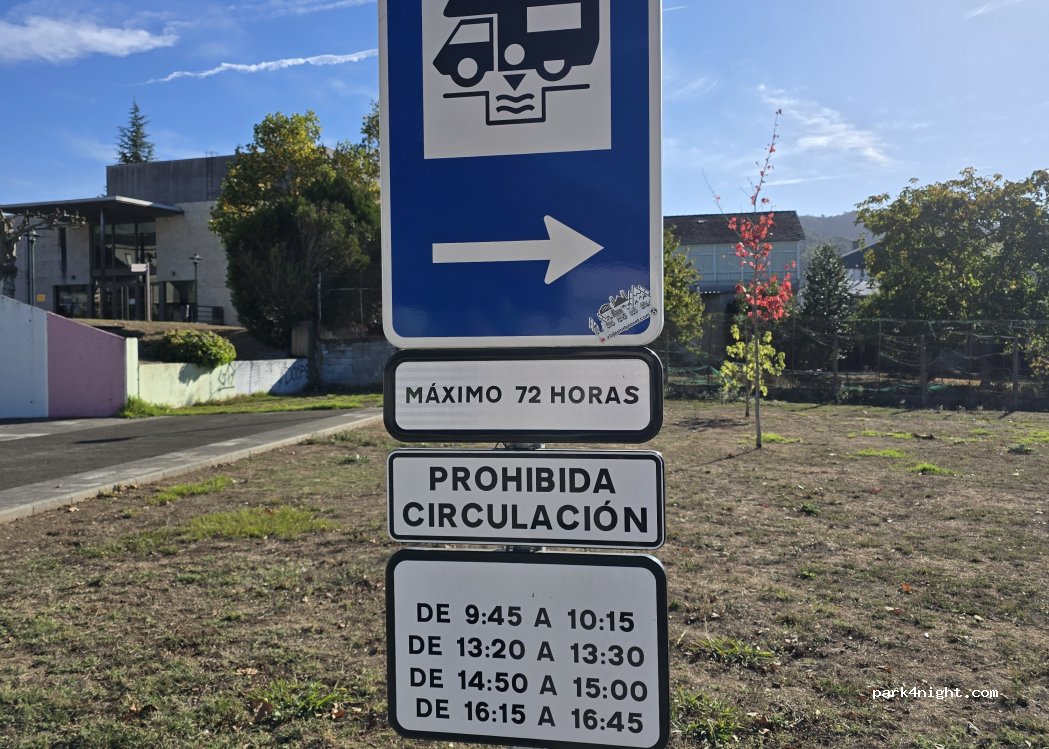 MÁXIMO 72 HORAS
PROHIBIDA
CIRCULACIÓN
DE 9:45 A 10:15
DE 13:20 A 13:30
DE 14:50 A 15:00
DE 16:15 A 16:45
park4night.com